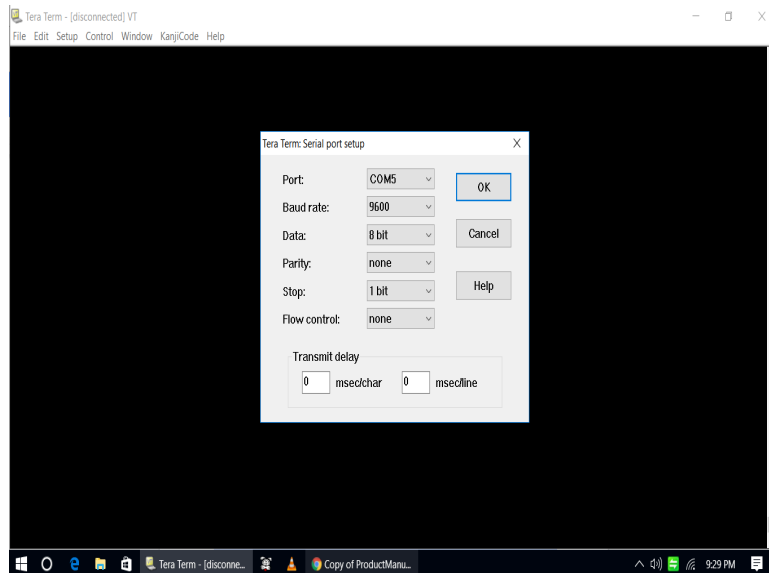 Tera Term - [disconnected] VT
File Edit Setup Control Window KanjiCode Help
Tera Term: Serial port setup X
Port: COM5
OK
Baud rate: 9600
Data: 8 bit
Cancel
Parity: none
Stop: 1 bit
Help
Flow control: none
Transmit delay
0 msec/char 0 msec/line
Tera Term - [disconne... Copy of ProductManu... 9:29 PM